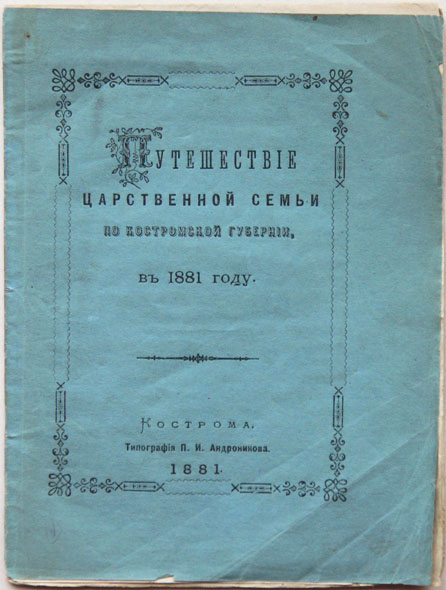 Путешествіе
ЦАРСТВЕННОЙ СЕМЬИ
ПО КОСТРОМСКОЙ ГУБЕРНІИ,
въ 1881 году.
КОСТРОМА,
Типографія П. И. Андроникова.
1881.